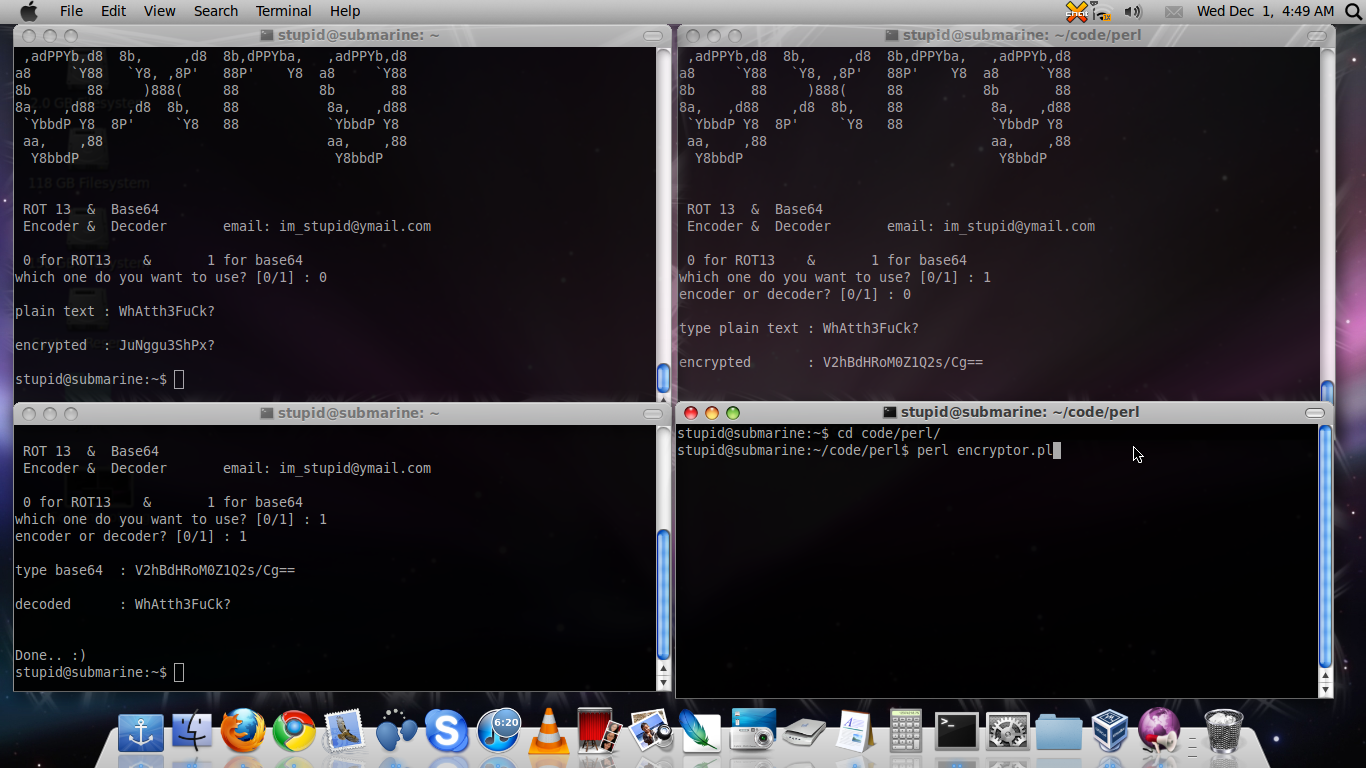 File Edit View Search Terminal Help
Wed Dec 1, 4:49 AM
stupid@submarine: ~
 ,adPPYb,d8  8b,     ,d8  8b,dPPYba,    ,adPPYb,d8
a8     `Y88   `Y8, ,8P'   88P'    Y8  a8     `Y88
8b       88     )888(     88          8b       88
8a,   ,d88    ,d8  8b,    88           8a,   ,d88
 `YbbdP Y8  8P'     `Y8   88            `YbbdP Y8
 aa,    ,88                            aa,    ,88
  Y8bbdP                                Y8bbdP
2.0 GB Filesystem
118 GB Filesystem
ROT 13 & Base64
Encoder & Decoder email: im_stupid@ymail.com
0 for ROT13 & 1 for base64
which one do you want to use? [0/1] : 0
plain text : WhAtth3FuCk?
encrypted : JuNggu3ShPx?
stupid@submarine:~$
stupid@submarine: ~/code/perl
 ,adPPYb,d8  8b,     ,d8  8b,dPPYba,    ,adPPYb,d8
a8     `Y88   `Y8, ,8P'   88P'    Y8  a8     `Y88
8b       88     )888(     88          8b       88
8a,   ,d88    ,d8  8b,    88           8a,   ,d88
 `YbbdP Y8  8P'     `Y8   88            `YbbdP Y8
 aa,    ,88                            aa,    ,88
  Y8bbdP                                Y8bbdP
ROT 13 & Base64
Encoder & Decoder email: im_stupid@ymail.com
0 for ROT13 & 1 for base64
which one do you want to use? [0/1] : 1
encoder or decoder? [0/1] : 0
type plain text : WhAtth3FuCk?
encrypted : V2hBdHRoM0Z1Q2s/Cg==
stupid@submarine: ~
ROT 13 & Base64
Encoder & Decoder email: im_stupid@ymail.com
0 for ROT13 & 1 for base64
which one do you want to use? [0/1] : 1
encoder or decoder? [0/1] : 1
type base64 : V2hBdHRoM0Z1Q2s/Cg==
decoded : WhAtth3FuCk?
Done.. :)
stupid@submarine:~$
stupid@submarine: ~/code/perl
stupid@submarine:~$ cd code/perl/
stupid@submarine:~/code/perl$ perl encryptor.pl
6:20